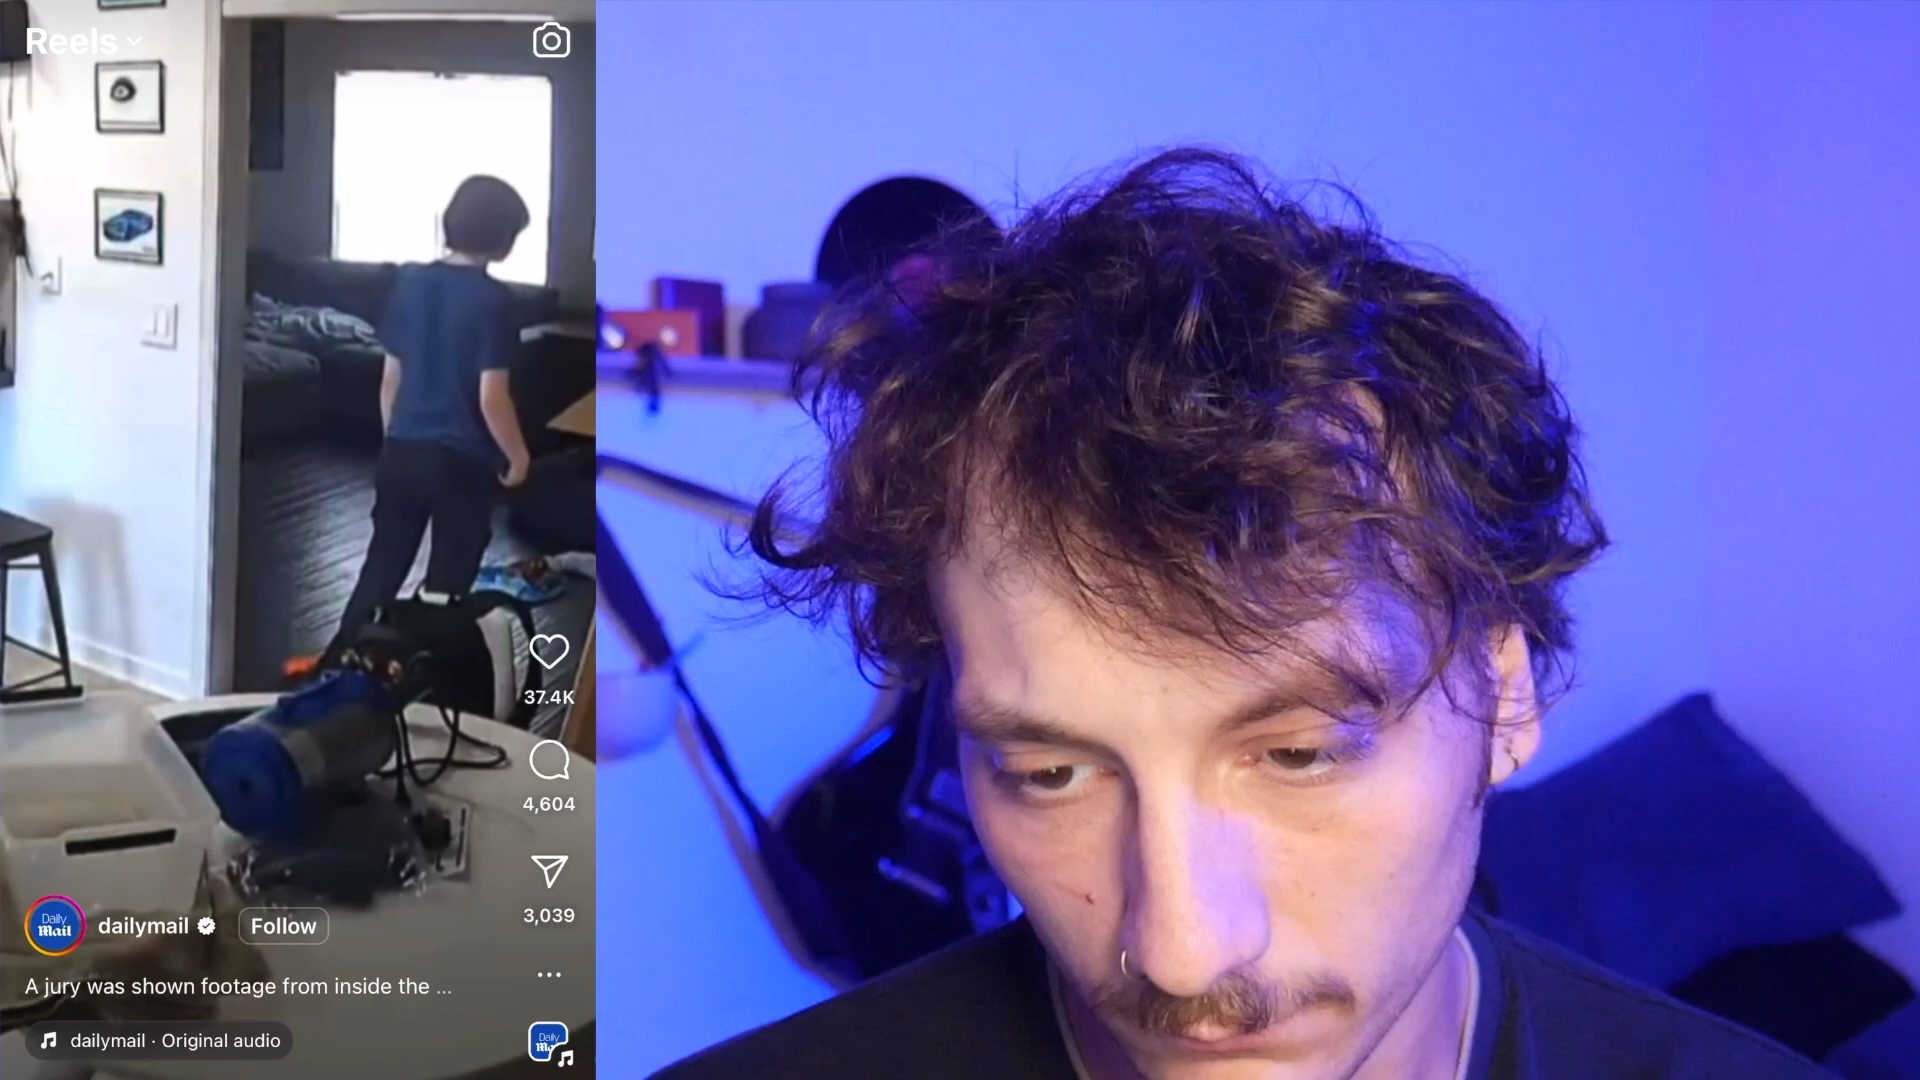 Reels
37.4K
4,604
3,039
Daily
Mail
dailymail
Follow
A jury was shown footage from inside the ...
dailymail · Original audio
Daily